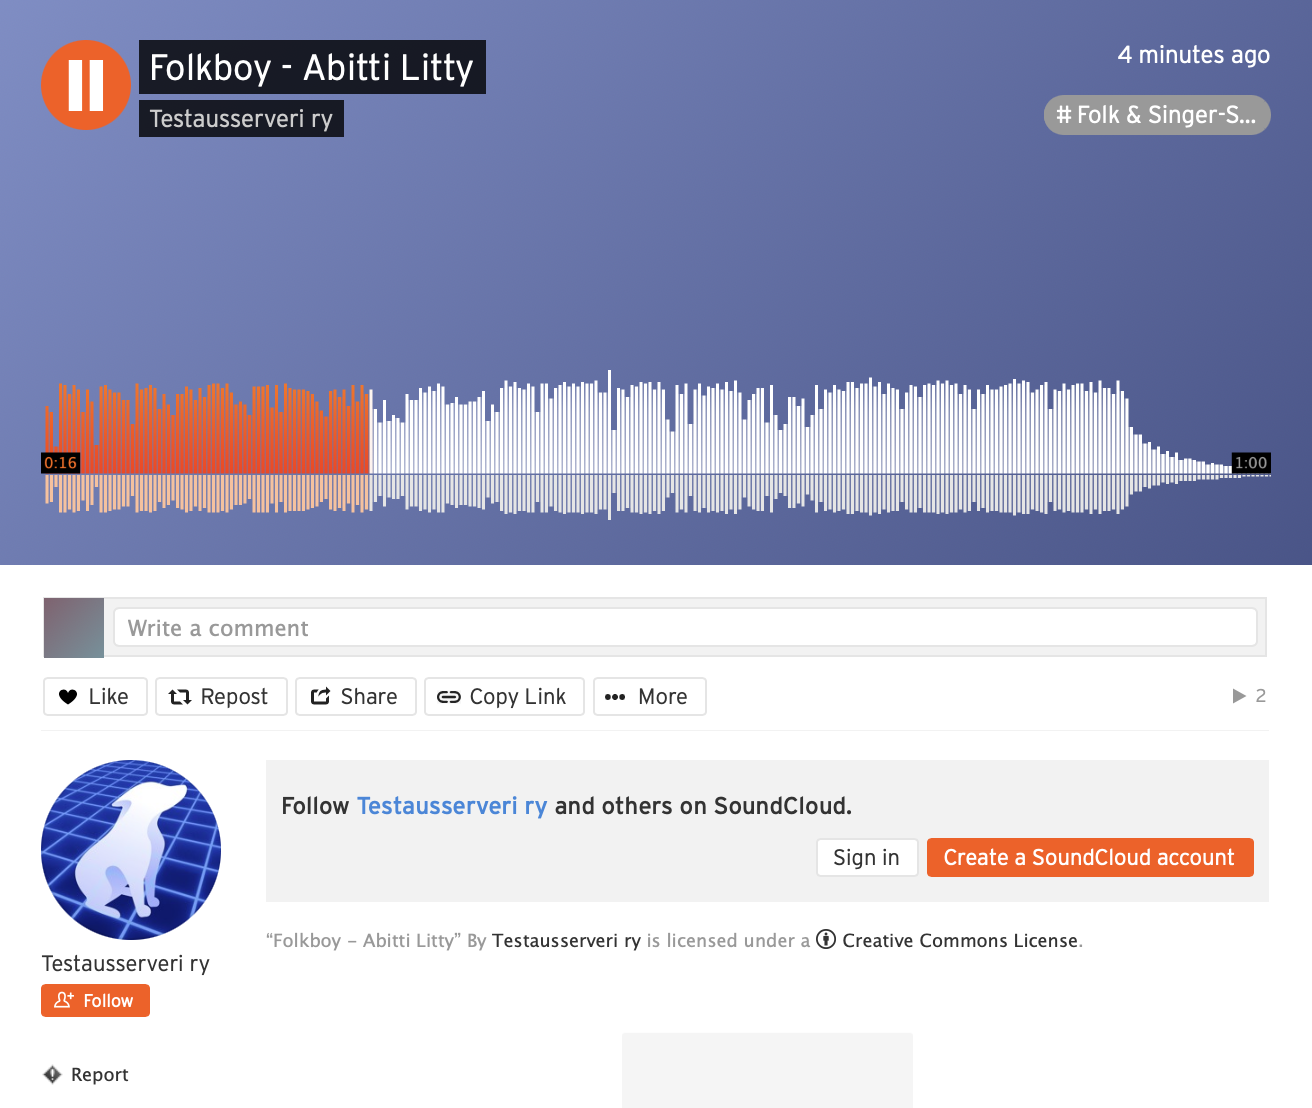 Folkboy - Abitti Litty
4 minutes ago
Testausserveri ry
# Folk & Singer-S...
0:16
1:00
Write a comment
Like
Repost
Share
Copy Link
More
2
Follow Testausserveri ry and others on SoundCloud.
Sign in
Create a SoundCloud account
“Folkboy – Abitti Litty” By Testausserveri ry is licensed under a Creative Commons License.
Testausserveri ry
Follow
Report